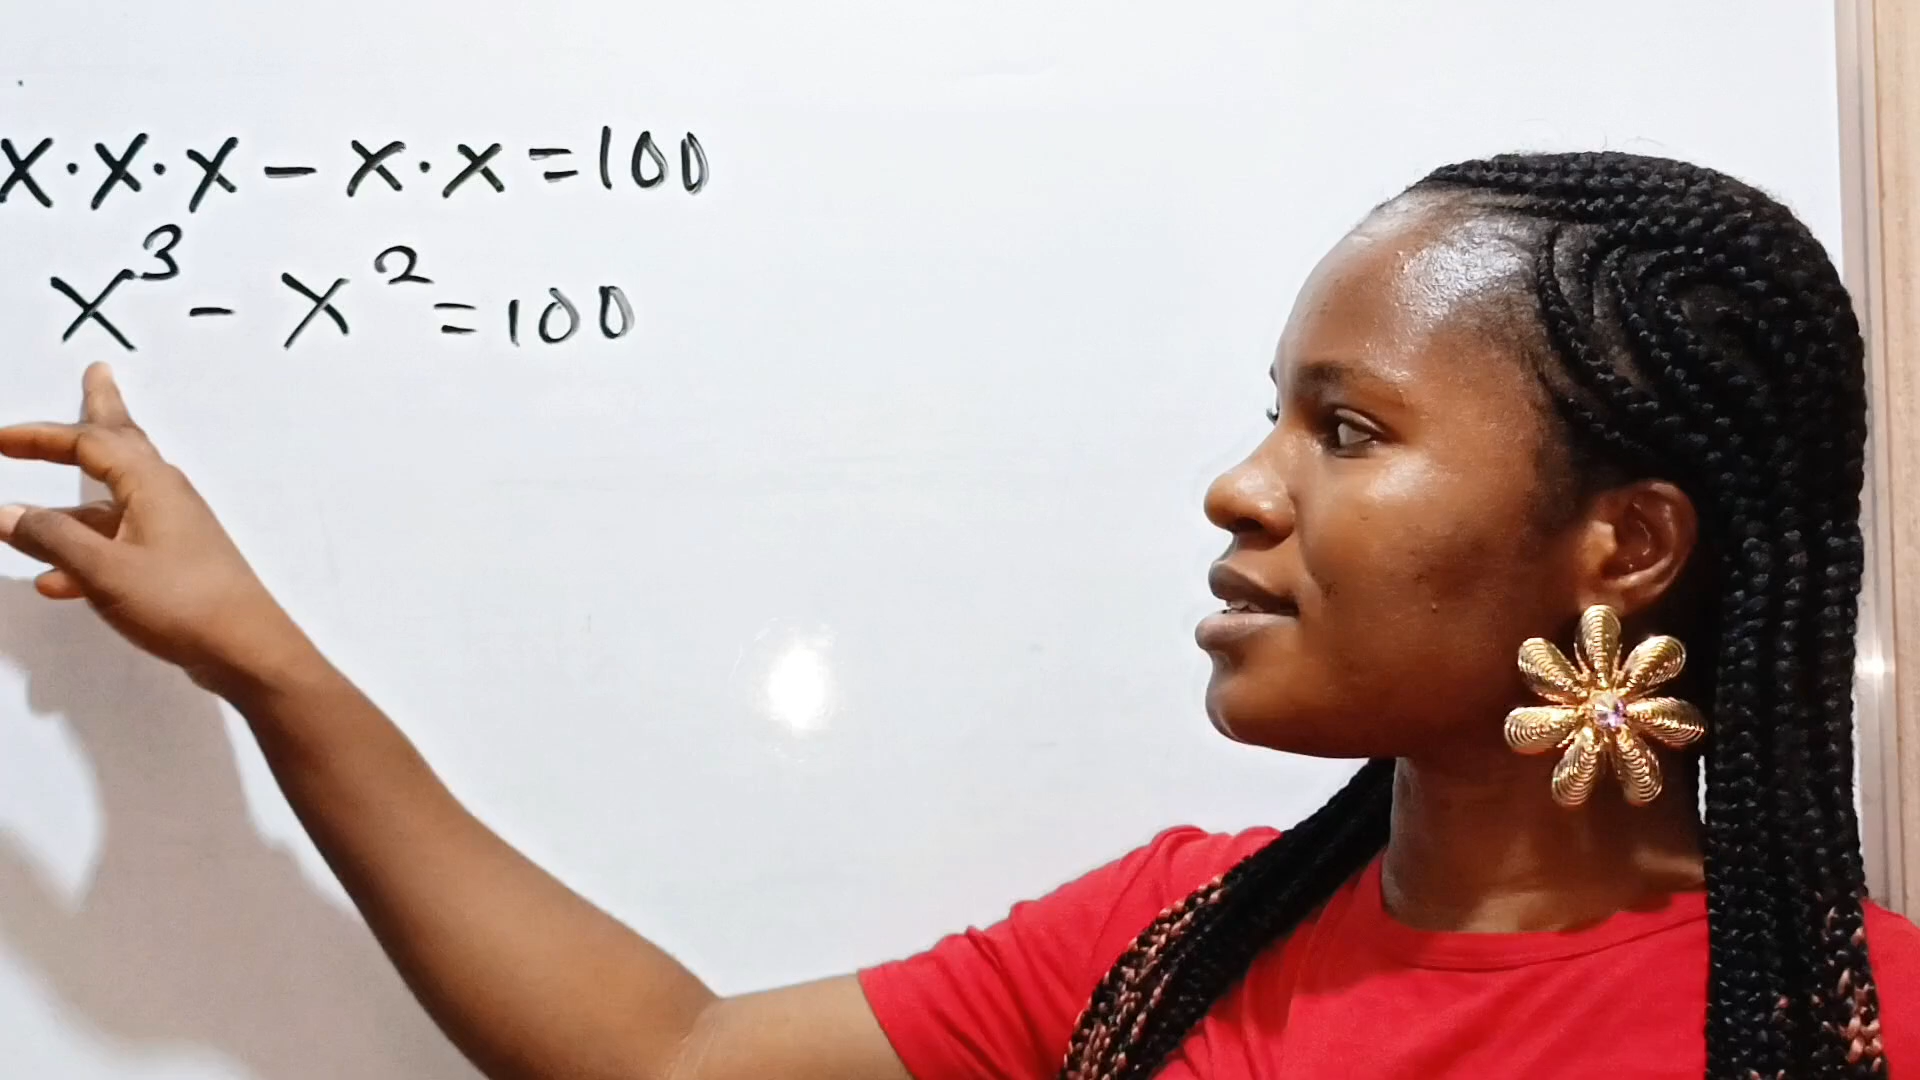 x·x·x - x·x = 100
x³ - x² = 100